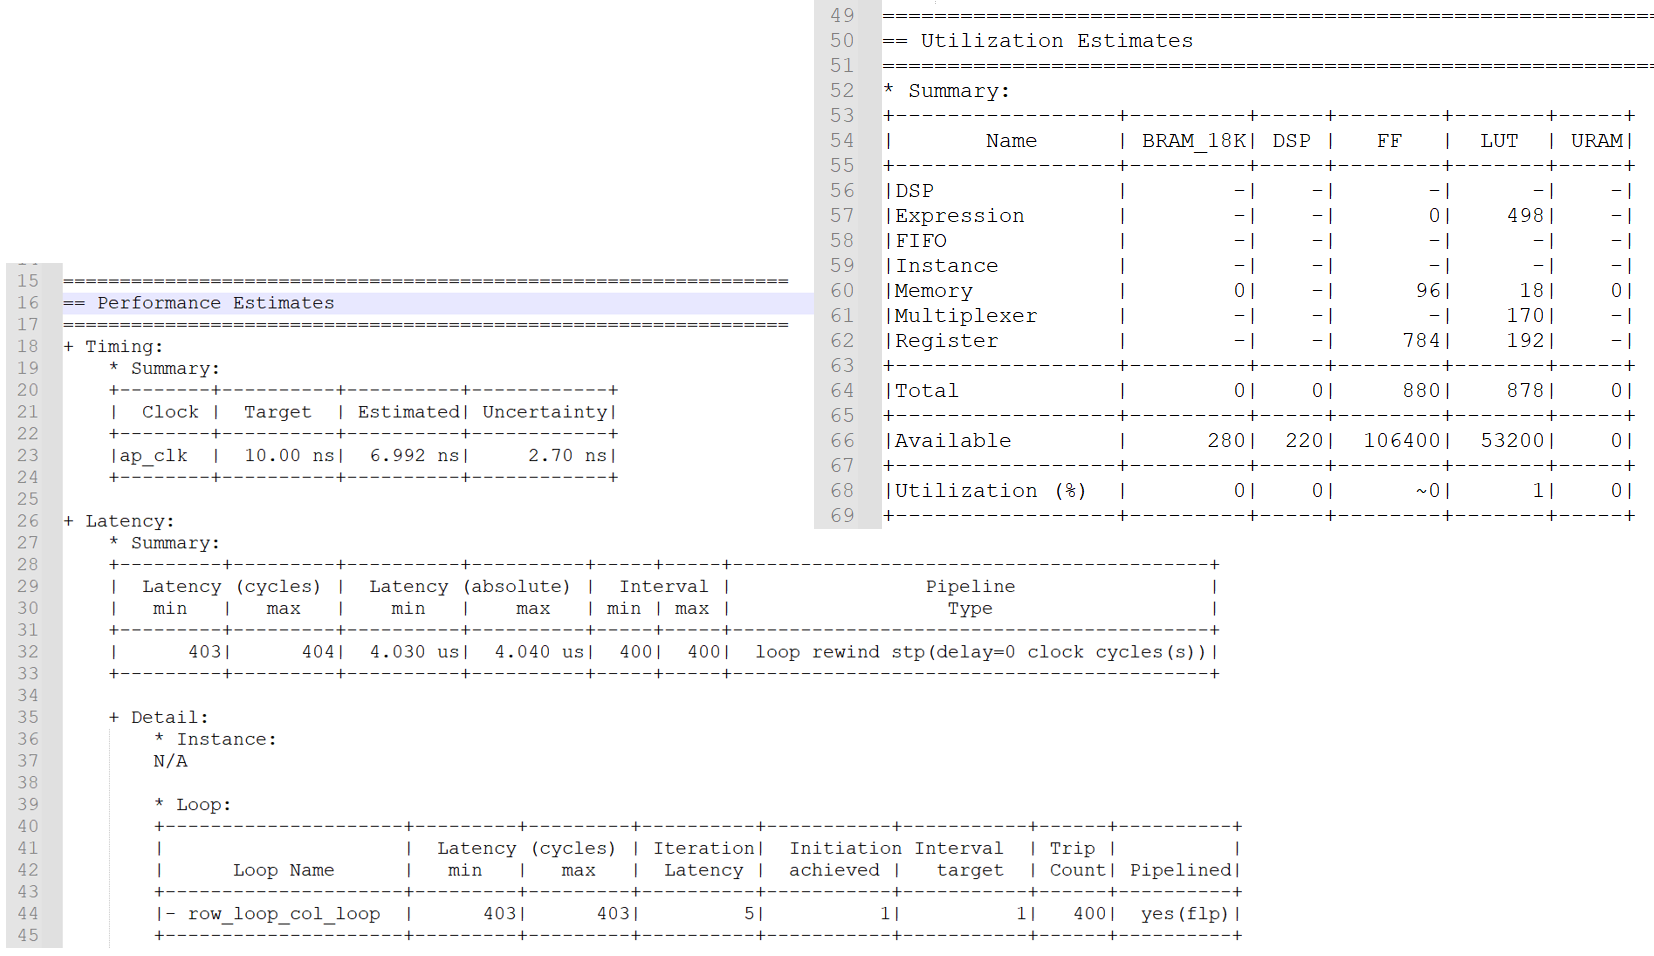 49 ============================================================
50 == Utilization Estimates
51 ============================================================
52 * Summary:
53 +------------------+---------+-----+--------+-------+-----+
54 |       Name       | BRAM_18K| DSP |   FF   |  LUT  | URAM|
55 +------------------+---------+-----+--------+-------+-----+
56 |DSP               |        -|    -|       -|      -|    -|
57 |Expression        |        -|    -|       0|    498|    -|
58 |FIFO              |        -|    -|       -|      -|    -|
59 |Instance          |        -|    -|       -|      -|    -|
60 |Memory            |        0|    -|      96|     18|    0|
61 |Multiplexer       |        -|    -|       -|    170|    -|
62 |Register          |        -|    -|     784|    192|    -|
63 +------------------+---------+-----+--------+-------+-----+
64 |Total             |        0|    0|     880|    878|    0|
65 +------------------+---------+-----+--------+-------+-----+
66 |Available         |      280|  220|  106400|  53200|    0|
67 +------------------+---------+-----+--------+-------+-----+
68 |Utilization (%)   |        0|    0|      ~0|      1|    0|
69 +------------------+---------+-----+--------+-------+-----+
15 ================================================================
16 == Performance Estimates
17 ================================================================
18 + Timing:
19     * Summary:
20     +--------+----------+----------+------------+
21     |  Clock |  Target  | Estimated| Uncertainty|
22     +--------+----------+----------+------------+
23     |ap_clk  |  10.00 ns|  6.992 ns|     2.70 ns|
24     +--------+----------+----------+------------+
25
26 + Latency:
27     * Summary:
28     +---------+---------+----------+----------+-----+-----+------------------------------------------+
29     |  Latency (cycles) |  Latency (absolute) |  Interval |                 Pipeline                 |
30     |   min   |   max   |    min   |    max   | min | max |                   Type                   |
31     +---------+---------+----------+----------+-----+-----+------------------------------------------+
32     |      403|      404|  4.030 us|  4.040 us|  400|  400|  loop rewind stp(delay=0 clock cycles(s))|
33     +---------+---------+----------+----------+-----+-----+------------------------------------------+
34
35     + Detail:
36         * Instance:
37         N/A
38
39         * Loop:
40         +---------------------+---------+---------+----------+-----------+-----------+------+----------+
41         |                     |  Latency (cycles) | Iteration|  Initiation Interval  | Trip |          |
42         |      Loop Name      |   min   |   max   |  Latency |  achieved |   target  | Count| Pipelined|
43         +---------------------+---------+---------+----------+-----------+-----------+------+----------+
44         |- row_loop_col_loop  |      403|      403|         5|          1|          1|   400|  yes(flp)|
45         +---------------------+---------+---------+----------+-----------+-----------+------+----------+